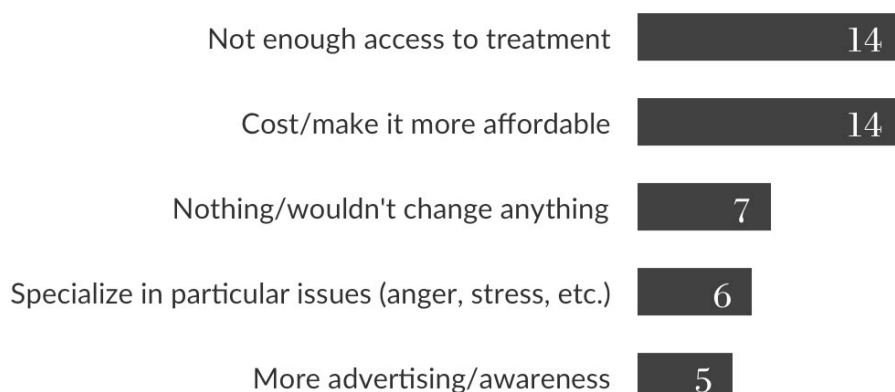 Not enough access to treatment 14
Cost/make it more affordable 14
Nothing/wouldn't change anything 7
Specialize in particular issues (anger, stress, etc.) 6
More advertising/awareness 5